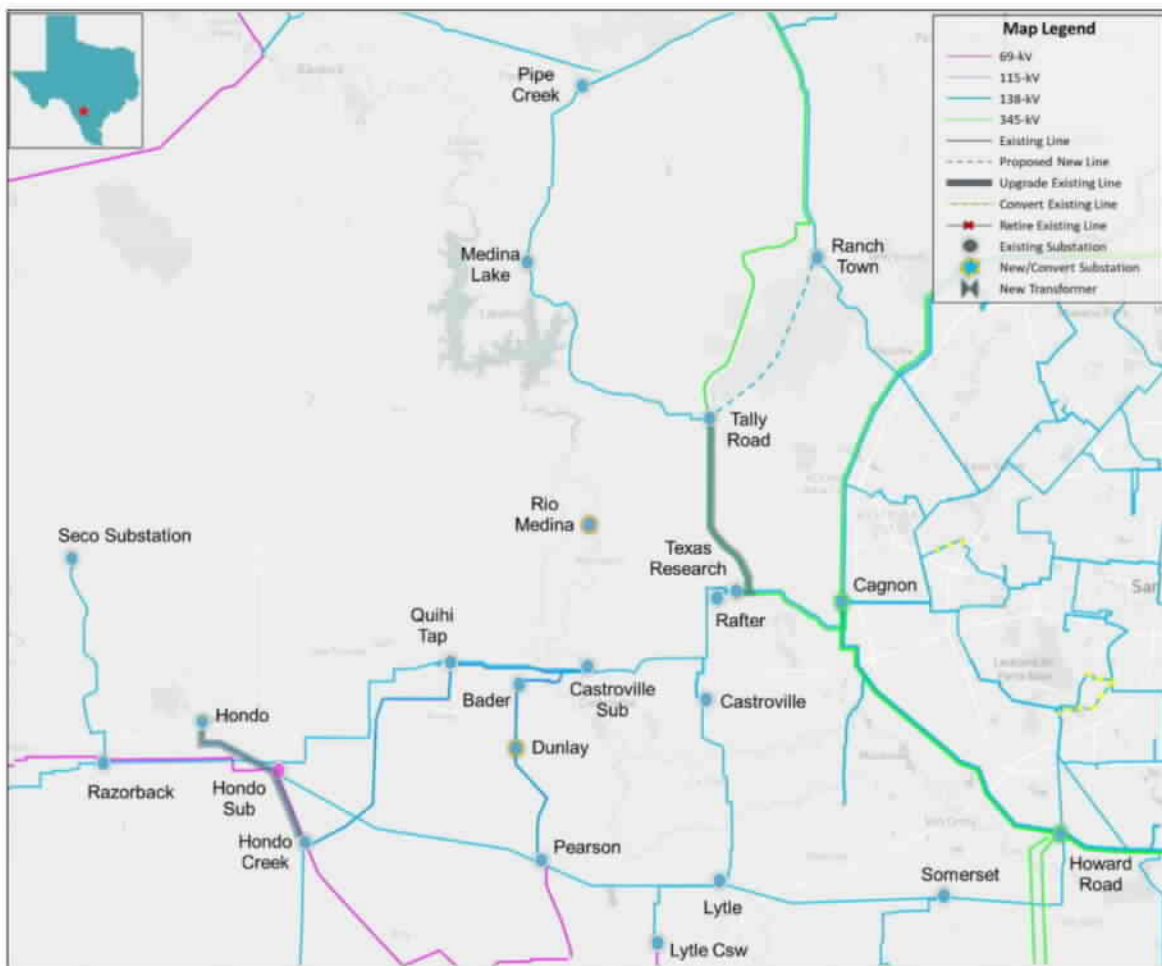 Map Legend
69-kV
115-kV
138-kV
345-kV
Existing Line
Proposed New Line
Upgrade Existing Line
Convert Existing Line
Retire Existing Line
Existing Substation
New/Convert Substation
New Transformer
Pipe
Creek
Medina
Lake
Ranch
Town
Tally
Road
Rio
Medina
Seco Substation
Texas
Research
Rafter
Cagnon
Quihi
Tap
Bader
Castroville
Sub
Castroville
Hondo
Dunlay
Razorback
Hondo
Sub
Hondo
Creek
Pearson
Lytle
Somerset
Howard
Road
Lytle Csw
San